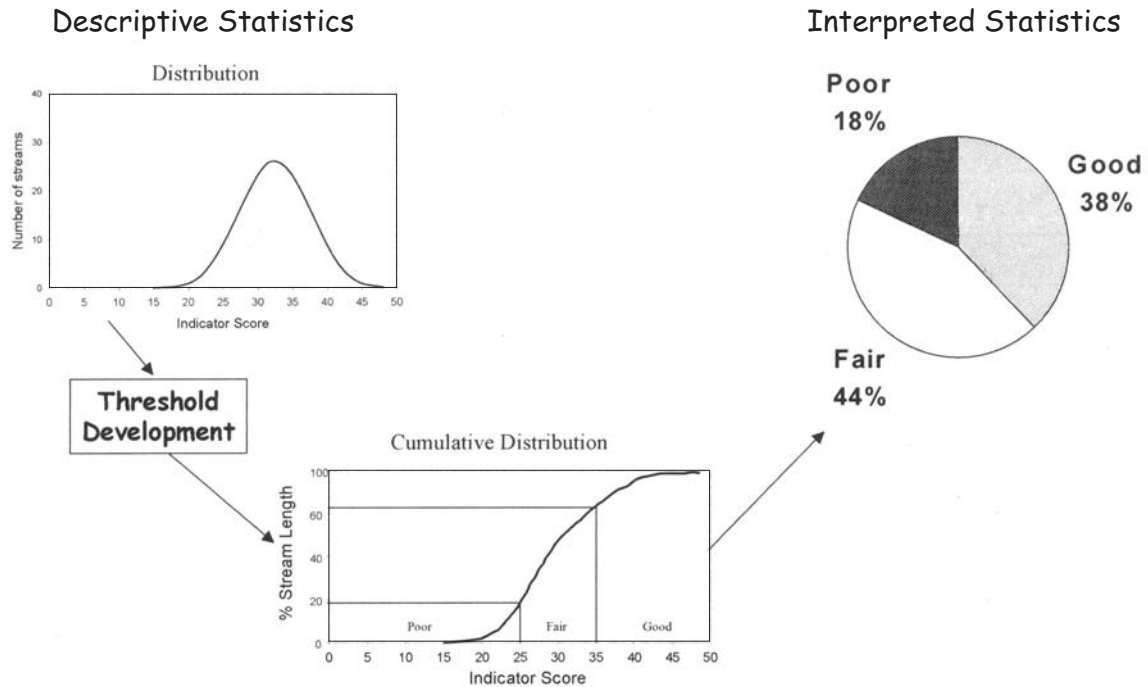 Descriptive Statistics
Interpreted Statistics
Distribution
40
30
20
10
0
Number of streams
0 5 10 15 20 25 30 35 40 45 50
Indicator Score
Threshold
Development
Cumulative Distribution
100
60
40
20
0
% Stream Length
Poor Fair Good
0 5 10 15 20 25 30 35 40 45 50
Indicator Score
Poor
18%
Good
38%
Fair
44%